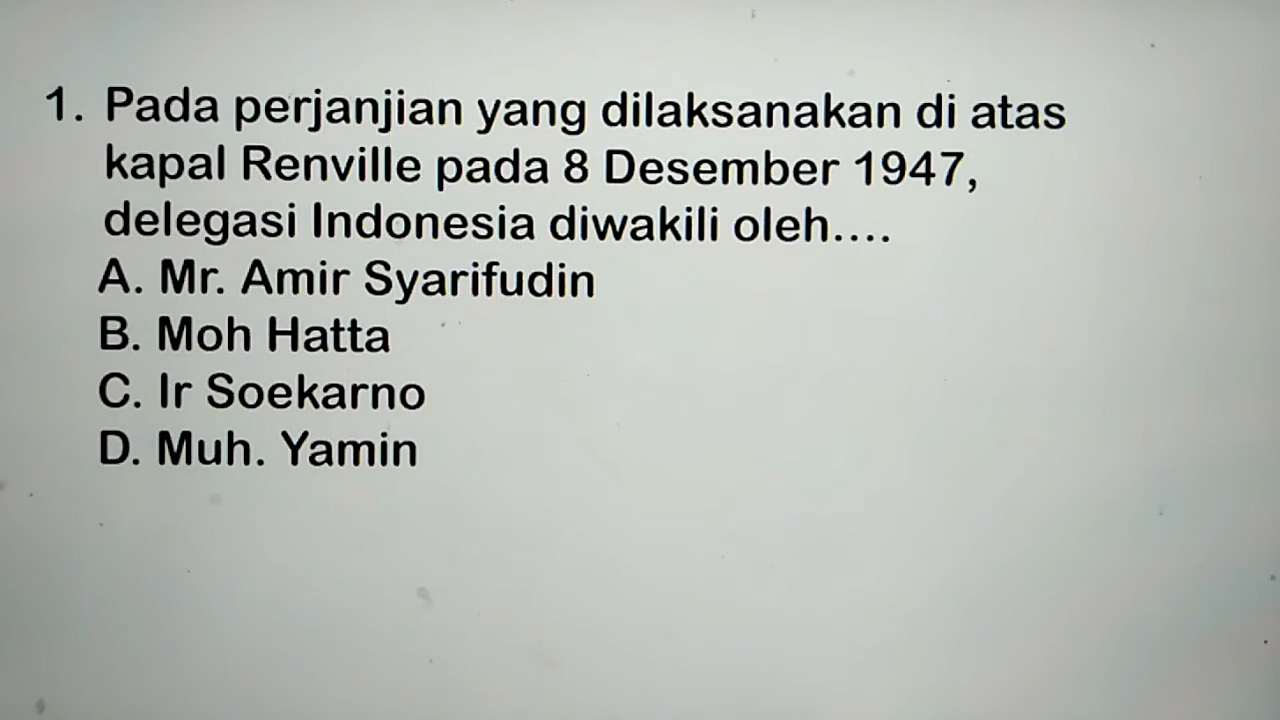 1. Pada perjanjian yang dilaksanakan di atas
kapal Renville pada 8 Desember 1947,
delegasi Indonesia diwakili oleh....
A. Mr. Amir Syarifudin
B. Moh Hatta
C. Ir Soekarno
D. Muh. Yamin